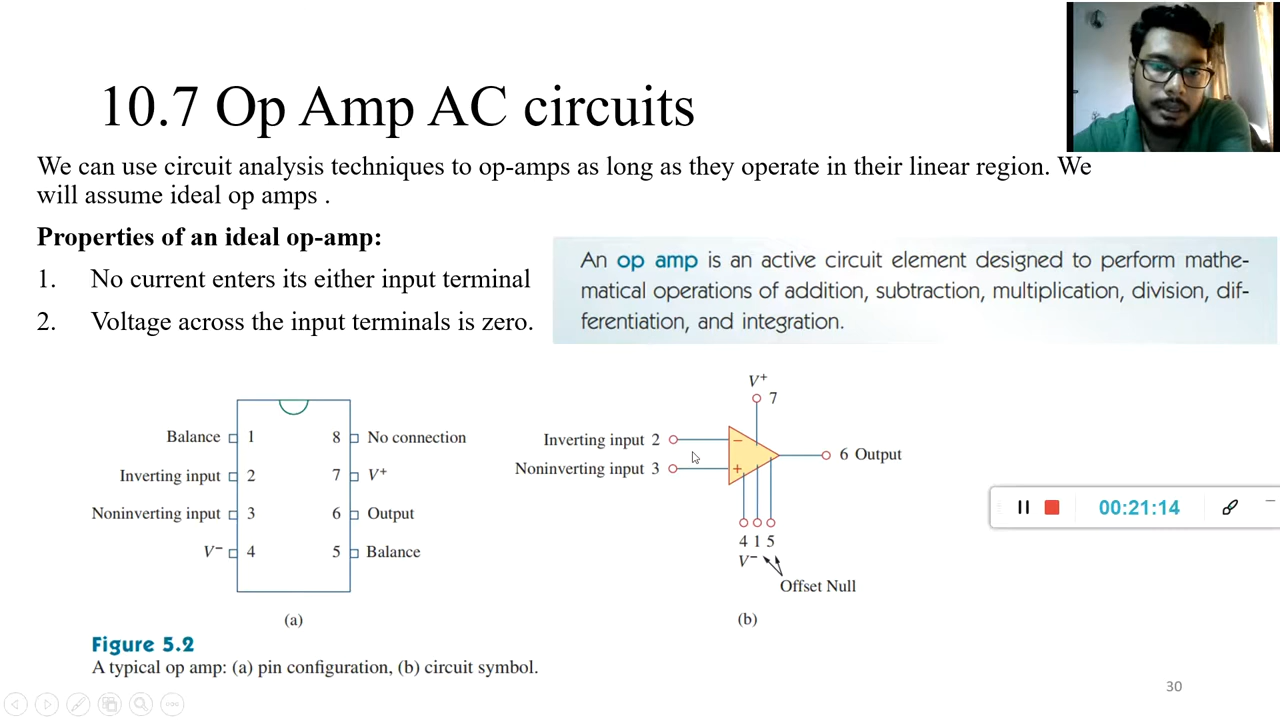 10.7 Op Amp AC circuits
We can use circuit analysis techniques to op-amps as long as they operate in their linear region. We
will assume ideal op amps .
Properties of an ideal op-amp:
1. No current enters its either input terminal
2. Voltage across the input terminals is zero.
An op amp is an active circuit element designed to perform mathe-
matical operations of addition, subtraction, multiplication, division, dif-
ferentiation, and integration.
Balance 1
Inverting input 2
Noninverting input 3
V− 4
8 No connection
7 V+
6 Output
5 Balance
(a)
V+
7
Inverting input 2
−
Noninverting input 3
+
6 Output
4 1 5
V−
Offset Null
(b)
00:21:14
Figure 5.2
A typical op amp: (a) pin configuration, (b) circuit symbol.
30